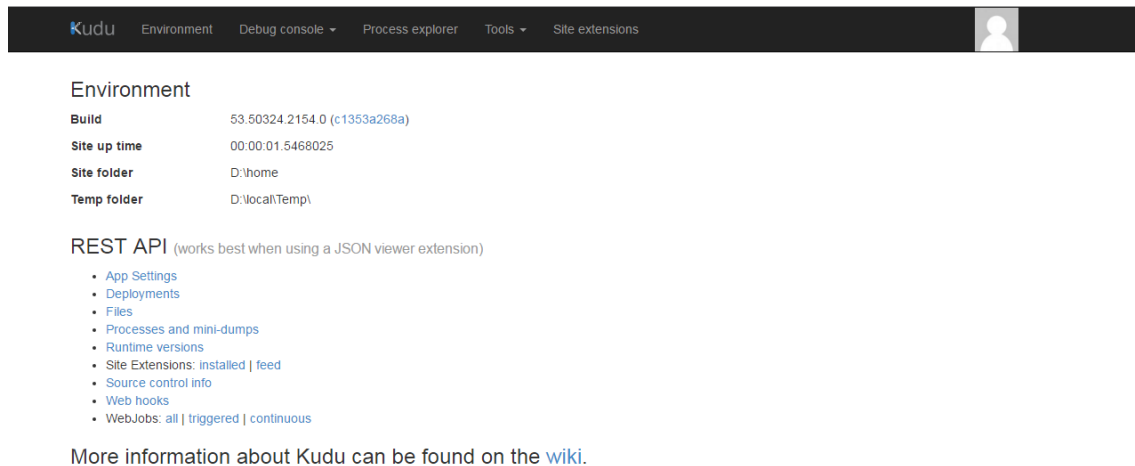 Kudu Environment Debug console Process explorer Tools Site extensions
Environment
Build 53.50324.2154.0 (c1353a268a)
Site up time 00:00:01.5468025
Site folder D:\home
Temp folder D:\local\Temp\
REST API (works best when using a JSON viewer extension)
• App Settings
• Deployments
• Files
• Processes and mini-dumps
• Runtime versions
• Site Extensions: installed | feed
• Source control info
• Web hooks
• WebJobs: all | triggered | continuous
More information about Kudu can be found on the wiki.